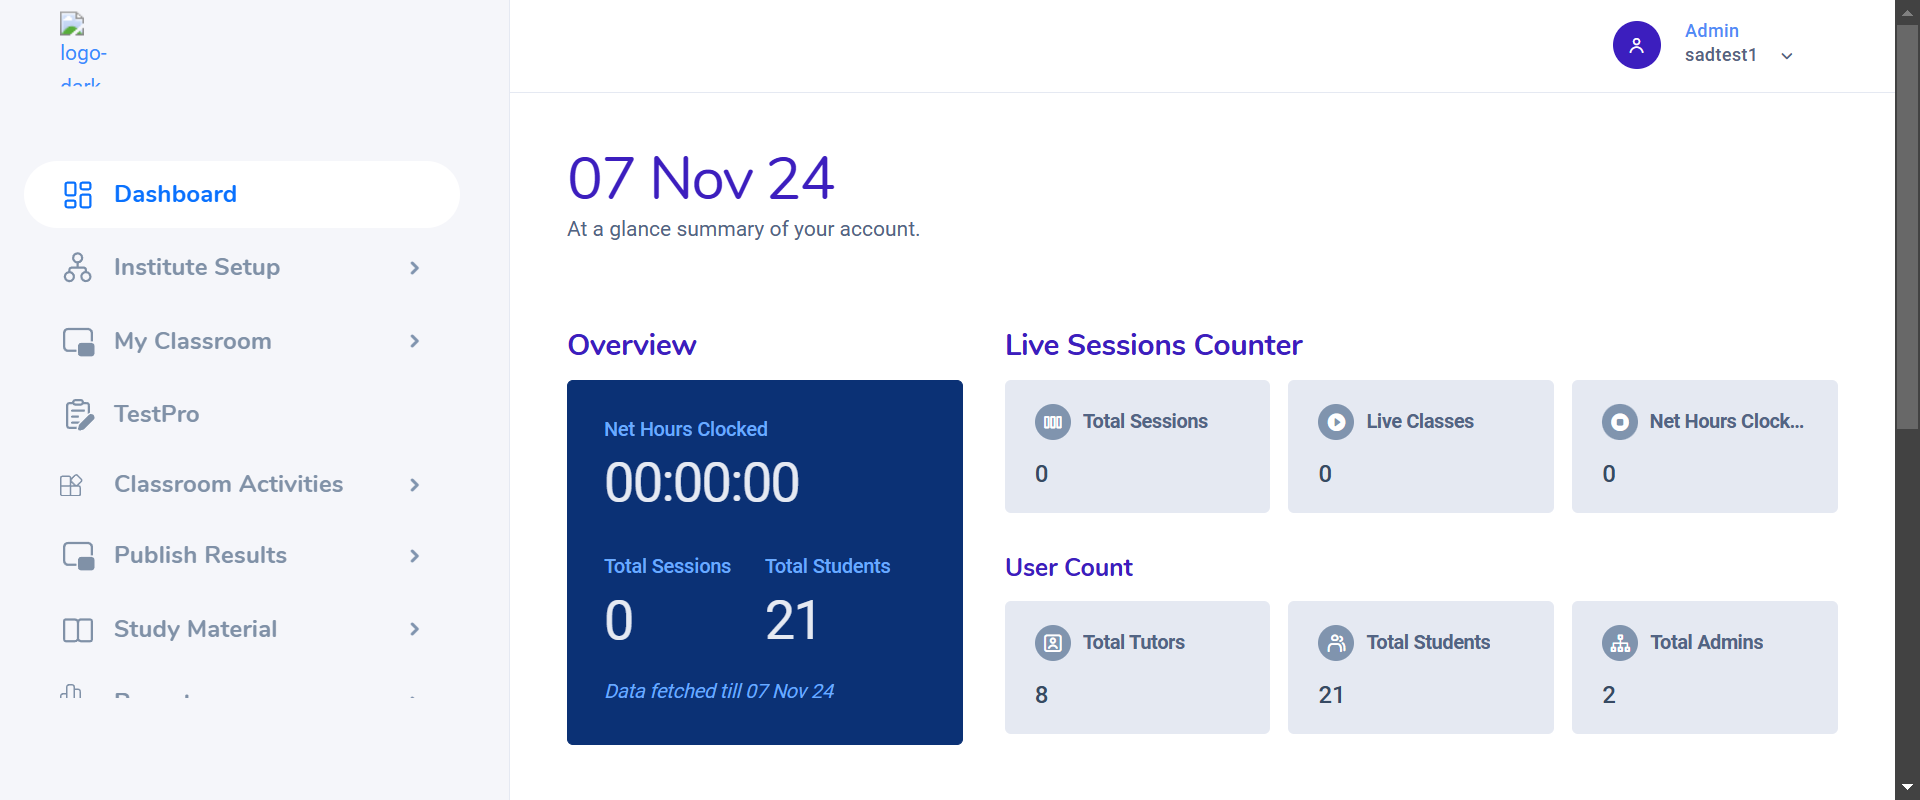 logo-
dark
Admin
sadtest1
Dashboard
Institute Setup
My Classroom
TestPro
Classroom Activities
Publish Results
Study Material
07 Nov 24
At a glance summary of your account.
Overview
Net Hours Clocked
00:00:00
Total Sessions
Total Students
0
21
Data fetched till 07 Nov 24
Live Sessions Counter
Total Sessions
0
Live Classes
0
Net Hours Clock...
0
User Count
Total Tutors
8
Total Students
21
Total Admins
2